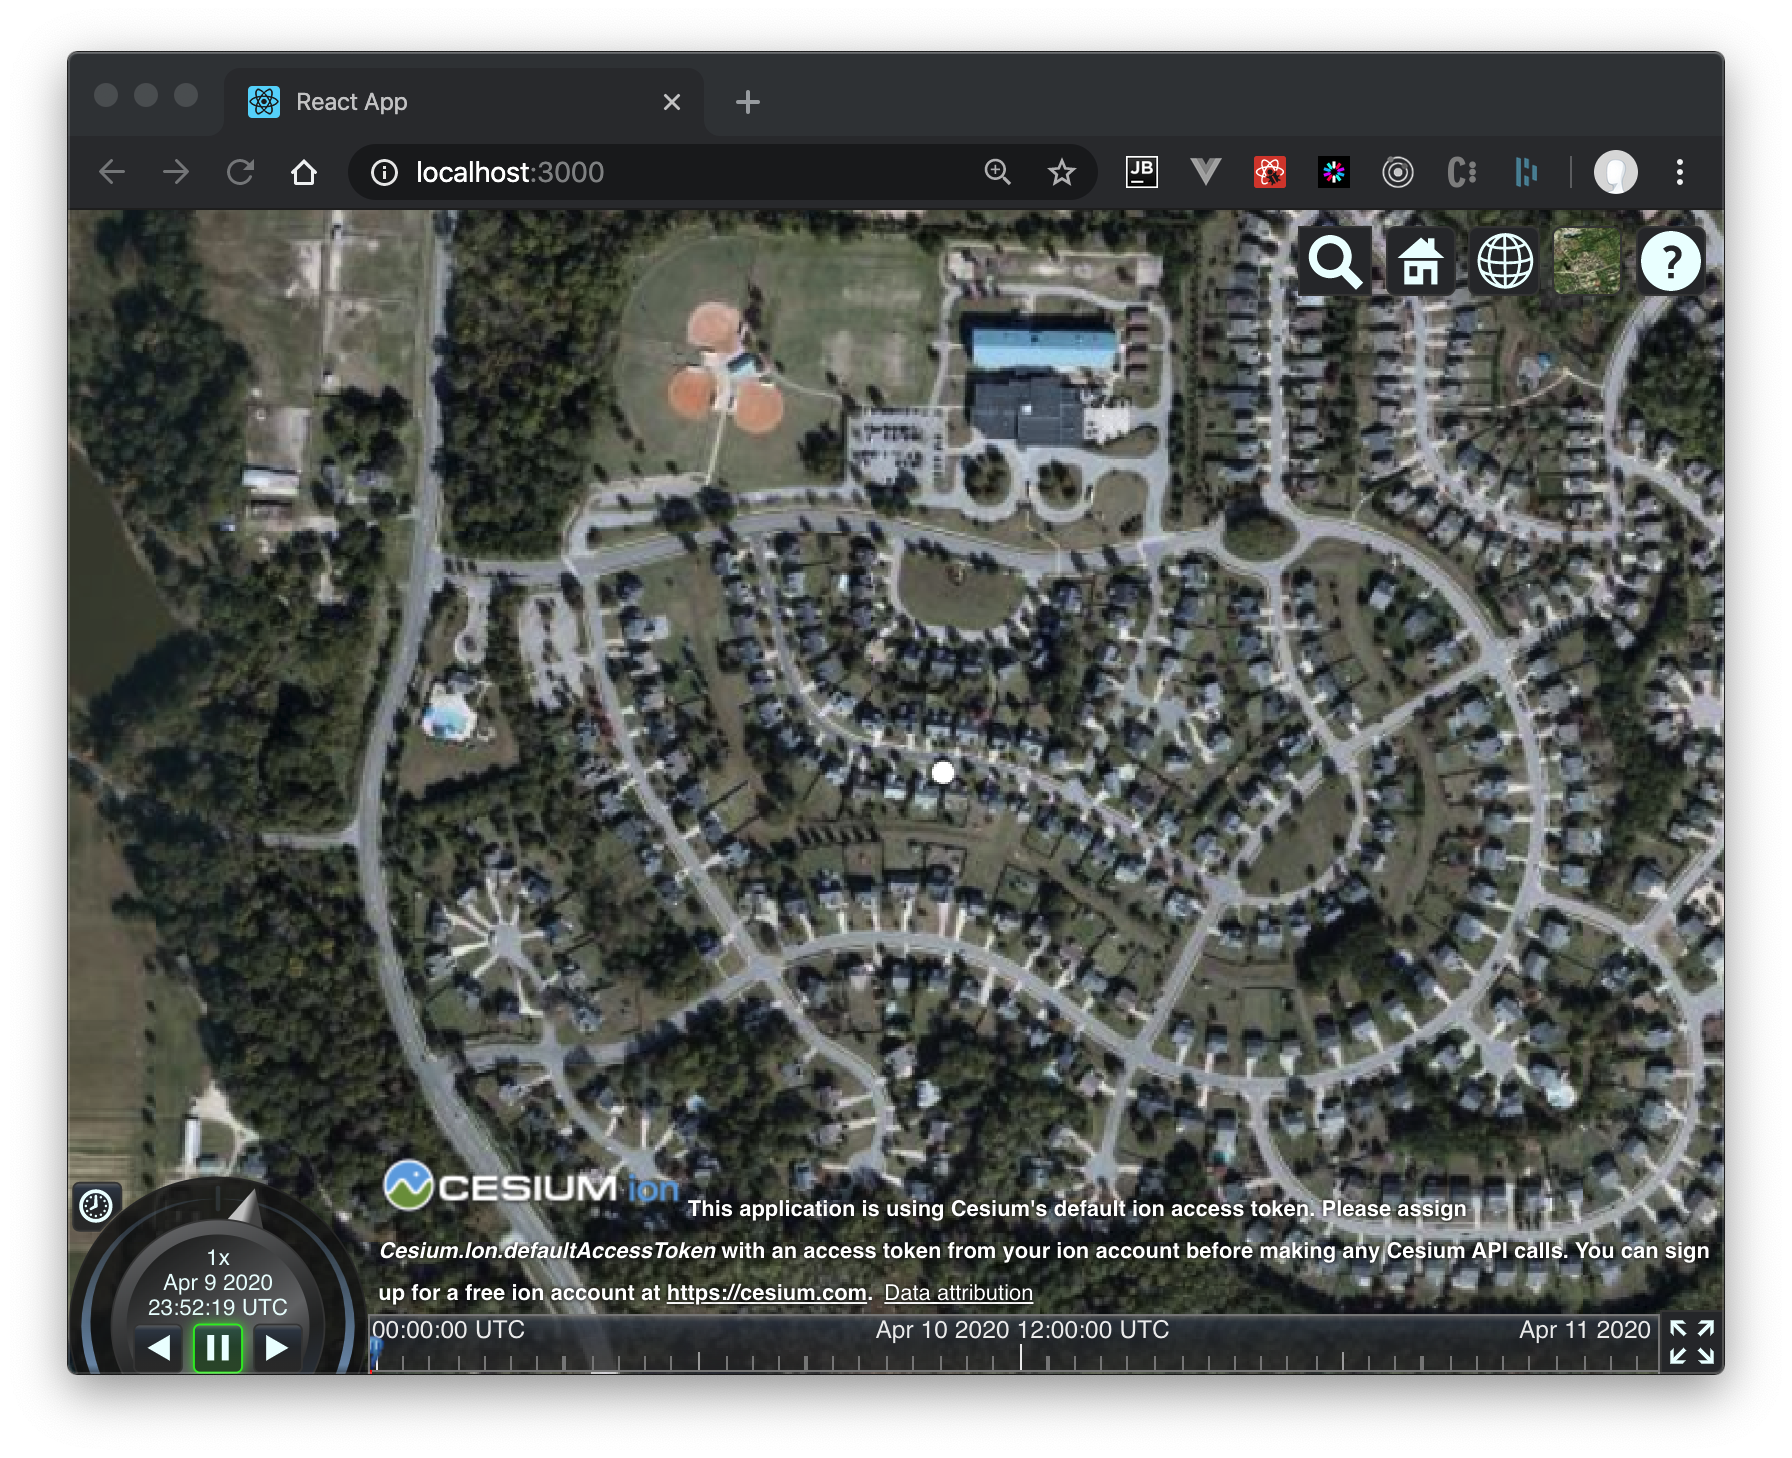 React App
localhost:3000
JB
?
CESIUM ion This application is using Cesium's default ion access token. Please assign
Cesium.Ion.defaultAccessToken with an access token from your ion account before making any Cesium API calls. You can sign
up for a free ion account at https://cesium.com. Data attribution
1x
Apr 9 2020
23:52:19 UTC
00:00:00 UTC
Apr 10 2020 12:00:00 UTC
Apr 11 2020